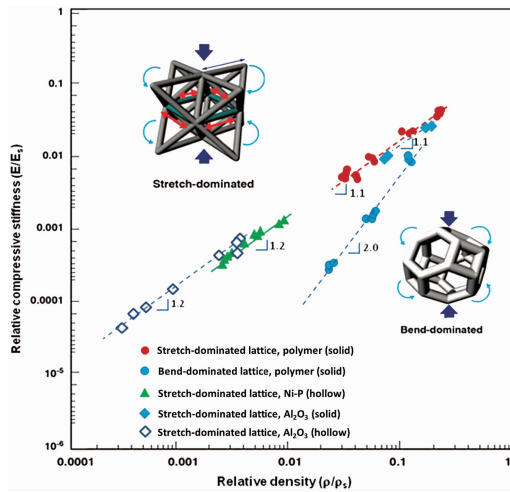 1
0.1
0.01
0.001
0.0001
10⁻⁵
10⁻⁶
Relative compressive stiffness (E/Eₛ)
Stretch-dominated
1.1
1.1
1.2
2.0
1.2
Bend-dominated
Stretch-dominated lattice, polymer (solid)
Bend-dominated lattice, polymer (solid)
Stretch-dominated lattice, Ni-P (hollow)
Stretch-dominated lattice, Al₂O₃ (solid)
Stretch-dominated lattice, Al₂O₃ (hollow)
0.0001 0.001 0.01 0.1 1
Relative density (ρ/ρₛ)